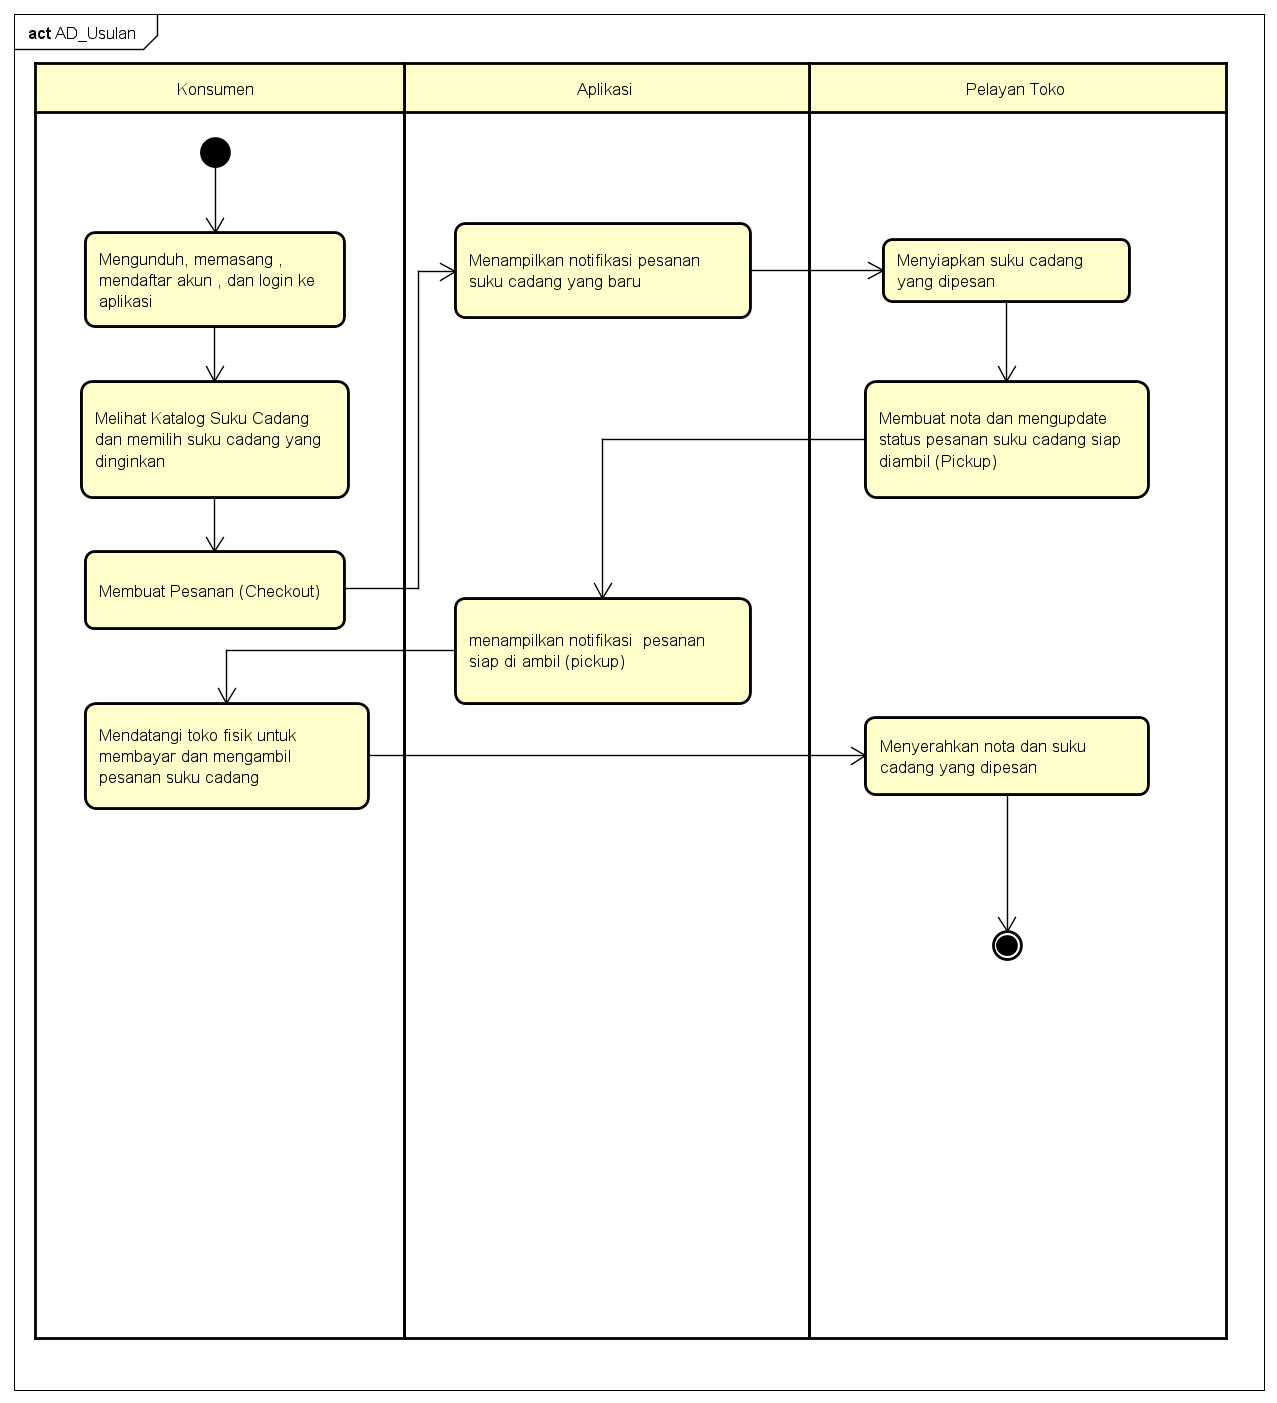 act AD_Usulan
Konsumen
Aplikasi
Pelayan Toko
Mengunduh, memasang ,
mendaftar akun , dan login ke
aplikasi
Menampilkan notifikasi pesanan
suku cadang yang baru
Menyiapkan suku cadang
yang dipesan
Melihat Katalog Suku Cadang
dan memilih suku cadang yang
dinginkan
Membuat nota dan mengupdate
status pesanan suku cadang siap
diambil (Pickup)
Membuat Pesanan (Checkout)
menampilkan notifikasi  pesanan
siap di ambil (pickup)
Mendatangi toko fisik untuk
membayar dan mengambil
pesanan suku cadang
Menyerahkan nota dan suku
cadang yang dipesan